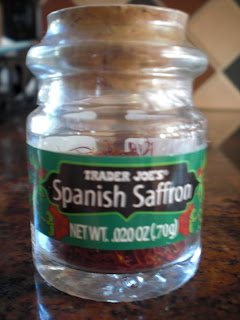 TRADER JOE'S®
Spanish Saffron
NET WT. .020 OZ (.70g)